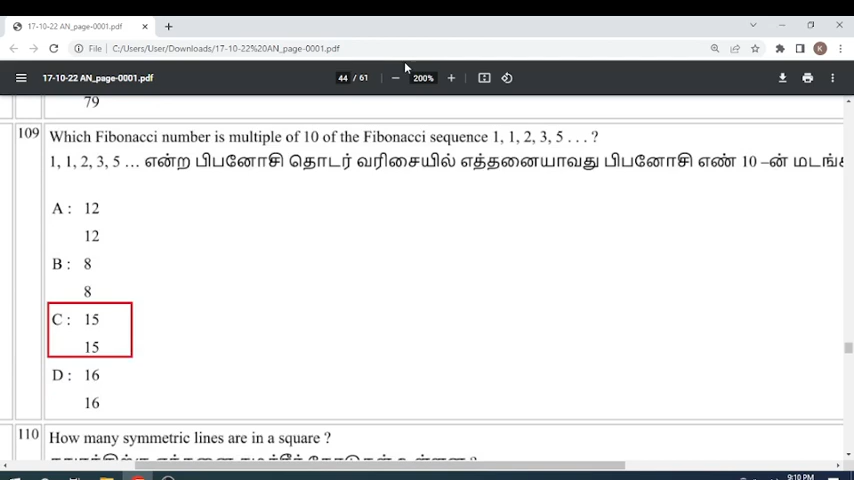 17-10-22 AN_page-0001.pdf
File C:/Users/User/Downloads/17-10-22%20AN_page-0001.pdf
K
17-10-22 AN_page-0001.pdf 44 / 61 200%
79
109 Which Fibonacci number is multiple of 10 of the Fibonacci sequence 1, 1, 2, 3, 5 . . . ?
1, 1, 2, 3, 5 ... என்ற பிபனோசி தொடர் வரிசையில் எத்தனையாவது பிபனோசி எண் 10 –ன் மடங்
A : 12
12
B : 8
8
C : 15
15
D : 16
16
110 How many symmetric lines are in a square ?
9:10 PM